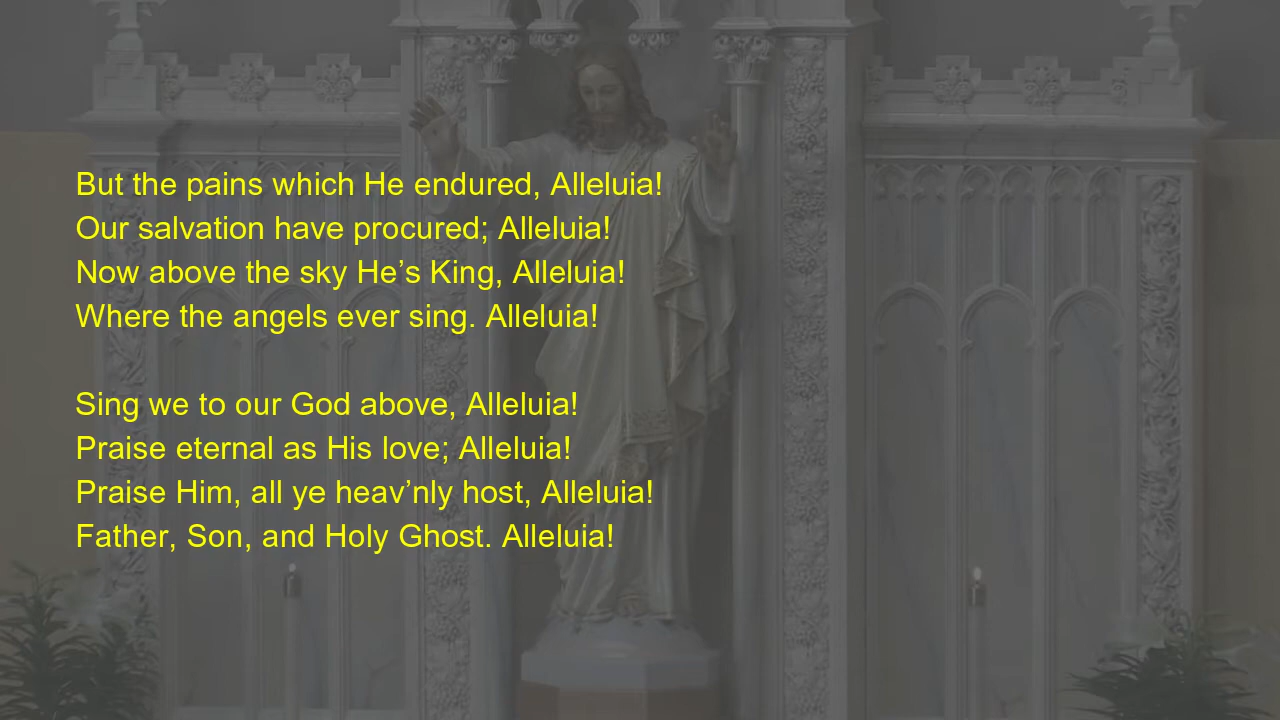 But the pains which He endured, Alleluia!
Our salvation have procured; Alleluia!
Now above the sky He’s King, Alleluia!
Where the angels ever sing. Alleluia!
Sing we to our God above, Alleluia!
Praise eternal as His love; Alleluia!
Praise Him, all ye heav’nly host, Alleluia!
Father, Son, and Holy Ghost. Alleluia!